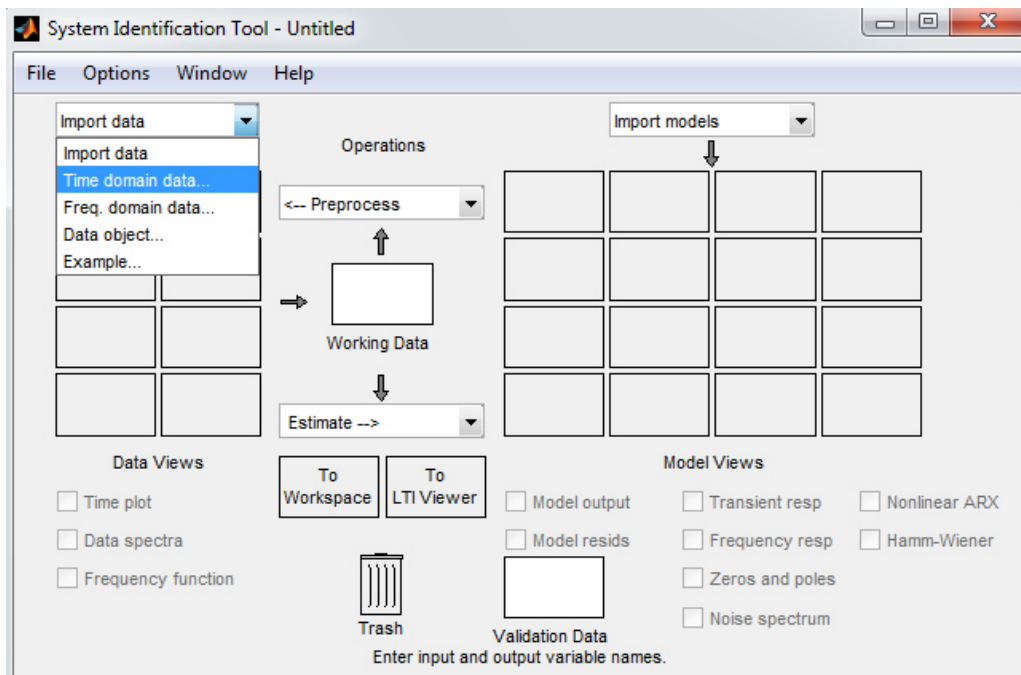 System Identification Tool - Untitled
File Options Window Help
Import data
Import data
Time domain data...
Freq. domain data...
Data object...
Example...
Operations
<-- Preprocess
Working Data
Estimate -->
To Workspace
To LTI Viewer
Import models
Data Views
Time plot
Data spectra
Frequency function
Trash
Model Views
Model output
Transient resp
Nonlinear ARX
Model resids
Frequency resp
Hamm-Wiener
Zeros and poles
Noise spectrum
Validation Data
Enter input and output variable names.